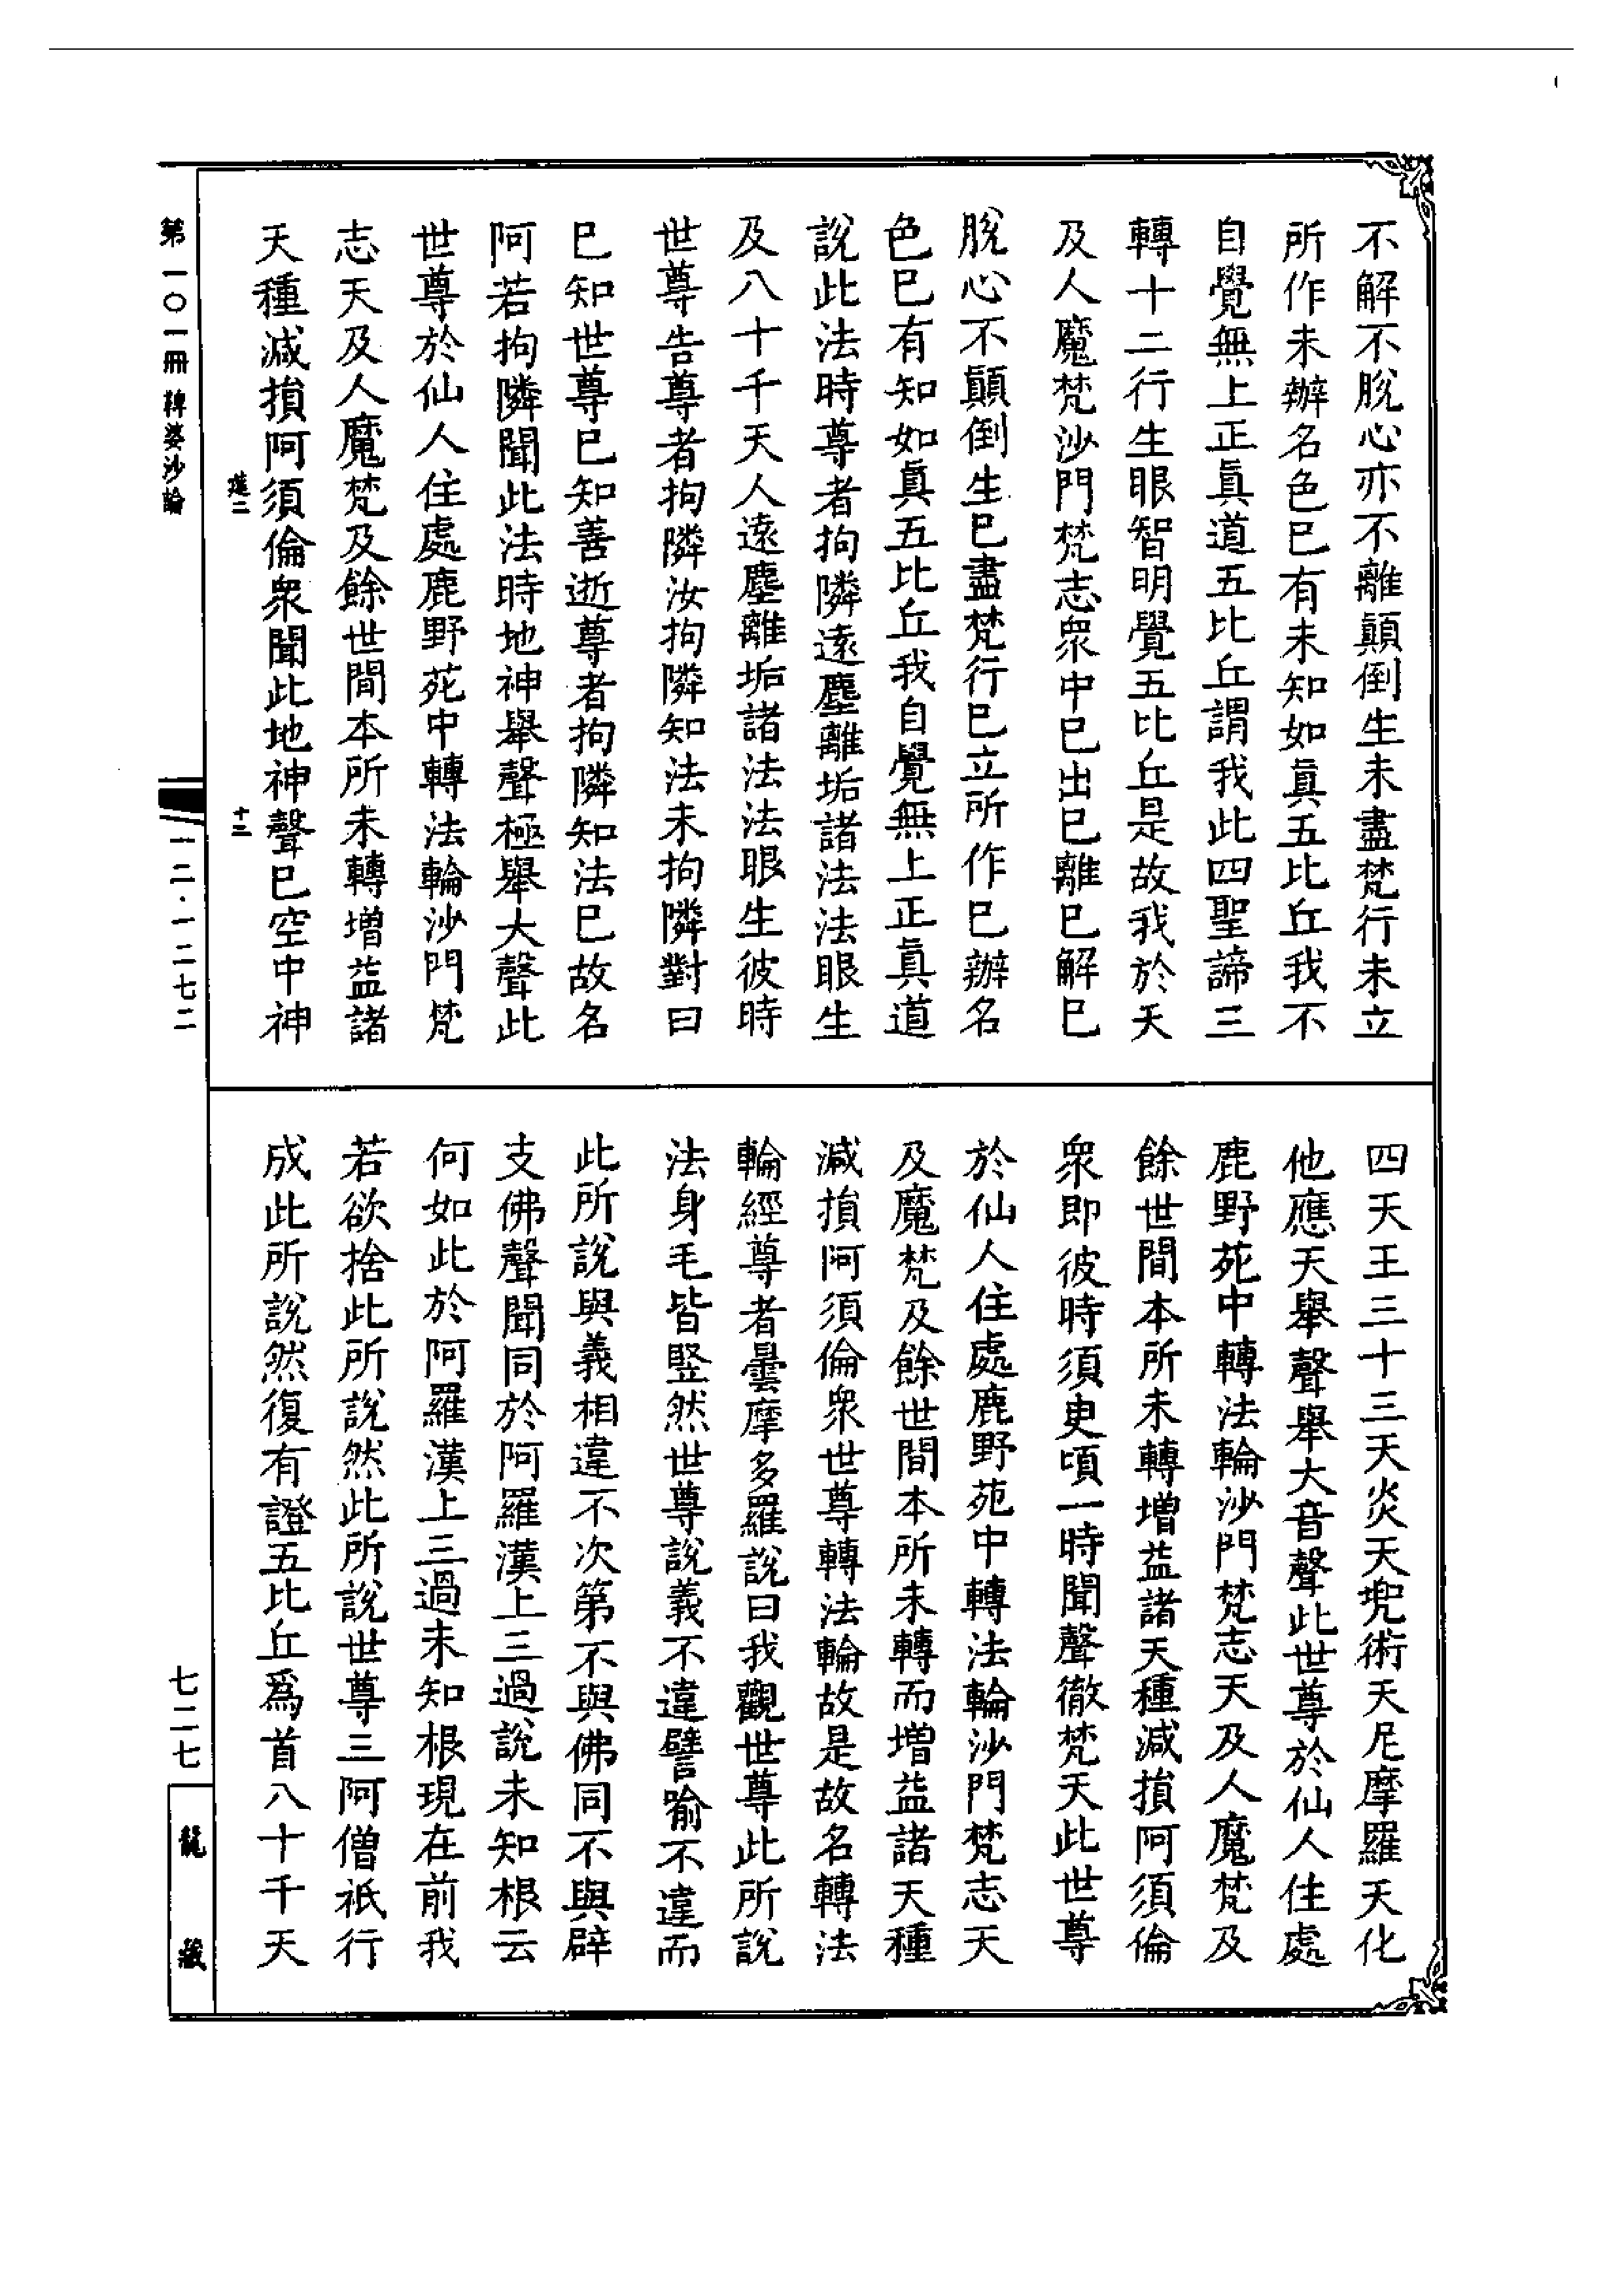 不解不脫心亦不離顛倒生未盡梵行未立
所作未辦名色已有未知如真五比丘我不
自覺無上正真道五比丘謂我此四聖諦三
轉十二行生眼智明覺五比丘是故我於天
及人魔梵沙門梵志衆中已出已離已解已
脫心不顛倒生已盡梵行已立所作已辦名
色已有知如真五比丘我自覺無上正真道
說此法時尊者拘隣遠塵離垢諸法法眼生
及八十千天人遠塵離垢諸法法眼生彼時
世尊告尊者拘隣汝拘隣知法未拘隣對曰
已知世尊已知善逝尊者拘隣知法已故名
阿若拘隣聞此法時地神舉聲極舉大聲此
世尊於仙人住處鹿野苑中轉法輪沙門梵
志天及人魔梵及餘世間本所未轉增益諸
天種減損阿須倫衆聞此地神聲已空中神
四天王三十三天炎天兜術天尼摩羅天化
他應天舉聲舉大音聲此世尊於仙人住處
鹿野苑中轉法輪沙門梵志天及人魔梵及
餘世間本所未轉增益諸天種減損阿須倫
衆即彼時須臾頃一時聞聲徹梵天此世尊
於仙人住處鹿野苑中轉法輪沙門梵志天
及魔梵及餘世間本所未轉而增益諸天種
減損阿須倫衆世尊轉法輪故是故名轉法
輪經尊者曇摩多羅說曰我觀世尊此所說
法身毛皆竪然世尊說義不違譬喻不違而
此所說與義相違不次第不與佛同不與辟
支佛聲聞同於阿羅漢上三過說未知根云
何如此於阿羅漢上三過未知根現在前我
若欲捨此所說然此所說世尊三阿僧祇行
成此所說然復有證五比丘爲首八十千天
第一〇一冊 鞞婆沙論
十三
一二·一二七二
七二七
龍藏